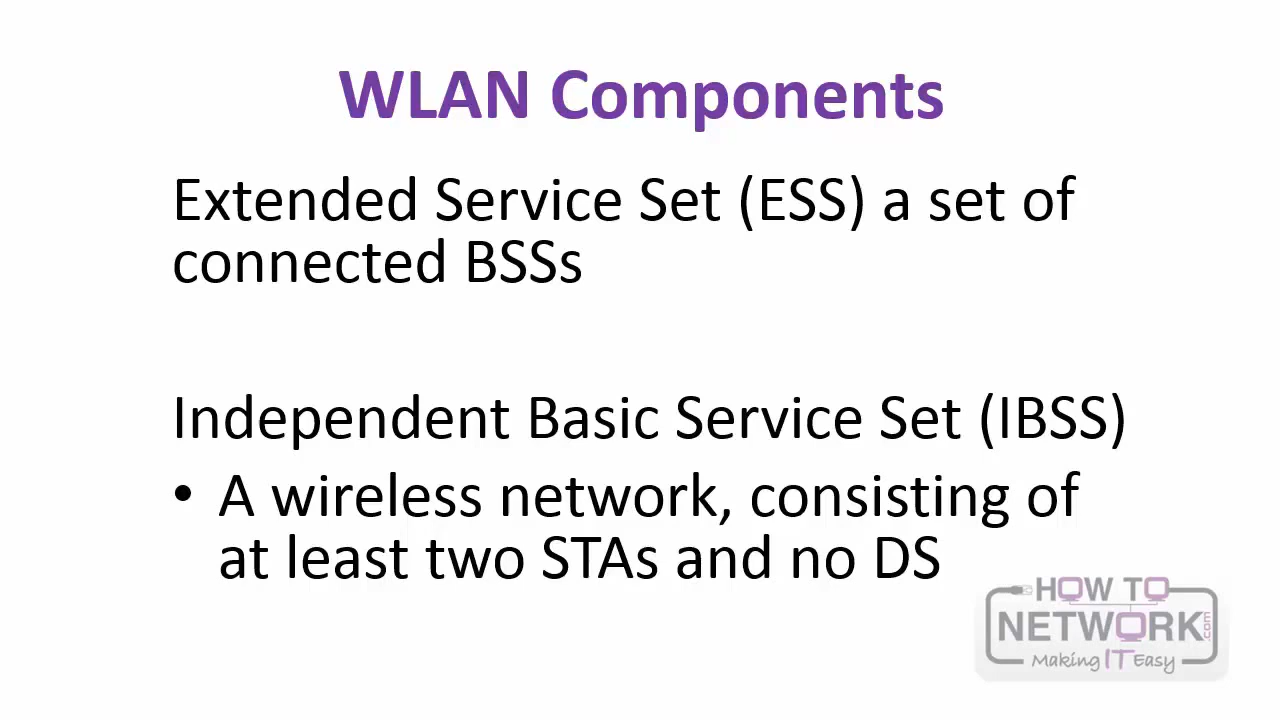 WLAN Components
Extended Service Set (ESS) a set of
connected BSSs
Independent Basic Service Set (IBSS)
• A wireless network, consisting of
at least two STAs and no DS
HOW TO
NETWORK.com
Making IT Easy